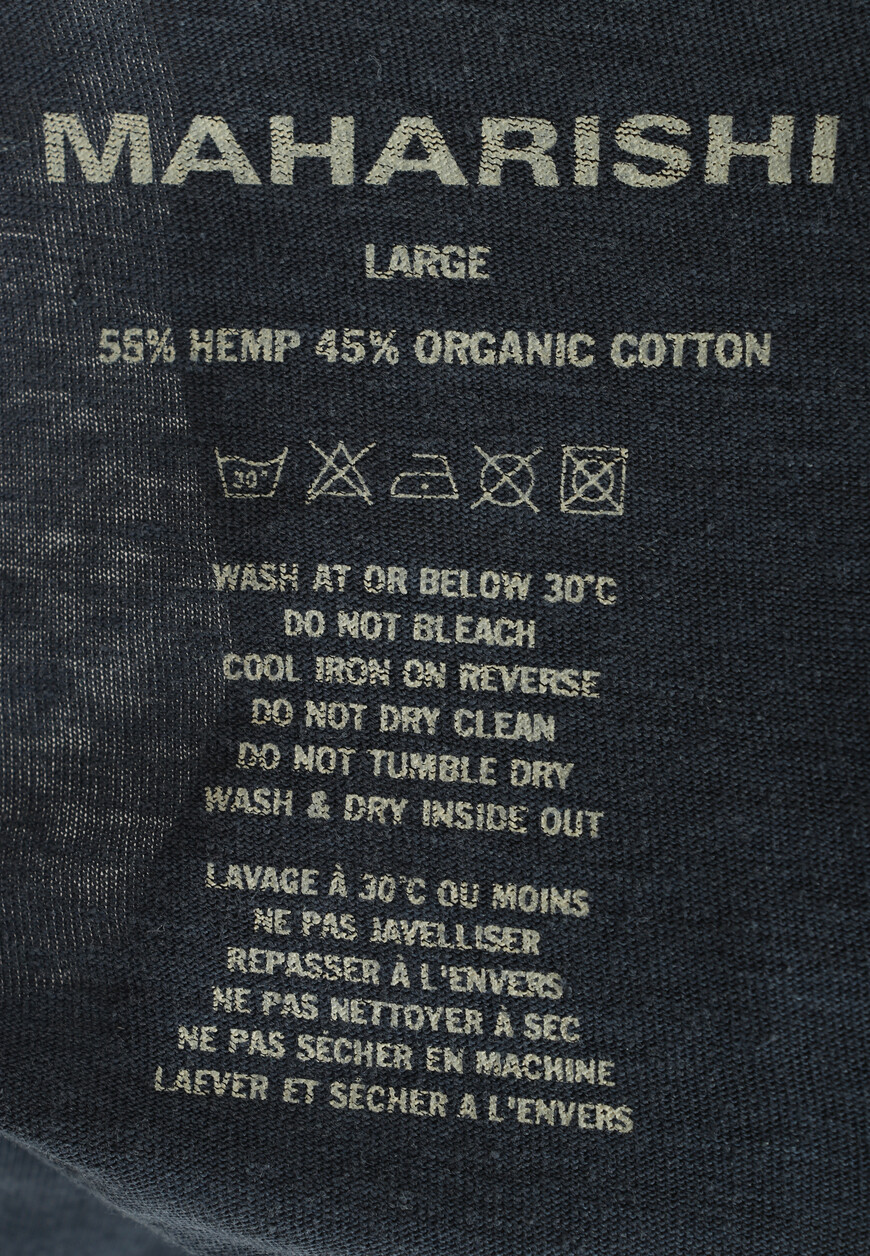 MAHARISHI
LARGE
55% HEMP 45% ORGANIC COTTON
30°
WASH AT OR BELOW 30°C
DO NOT BLEACH
COOL IRON ON REVERSE
DO NOT DRY CLEAN
DO NOT TUMBLE DRY
WASH & DRY INSIDE OUT
LAVAGE À 30°C OU MOINS
NE PAS JAVELLISER
REPASSER À L'ENVERS
NE PAS NETTOYER À SEC
NE PAS SÉCHER EN MACHINE
LAEVER ET SÉCHER A L'ENVERS